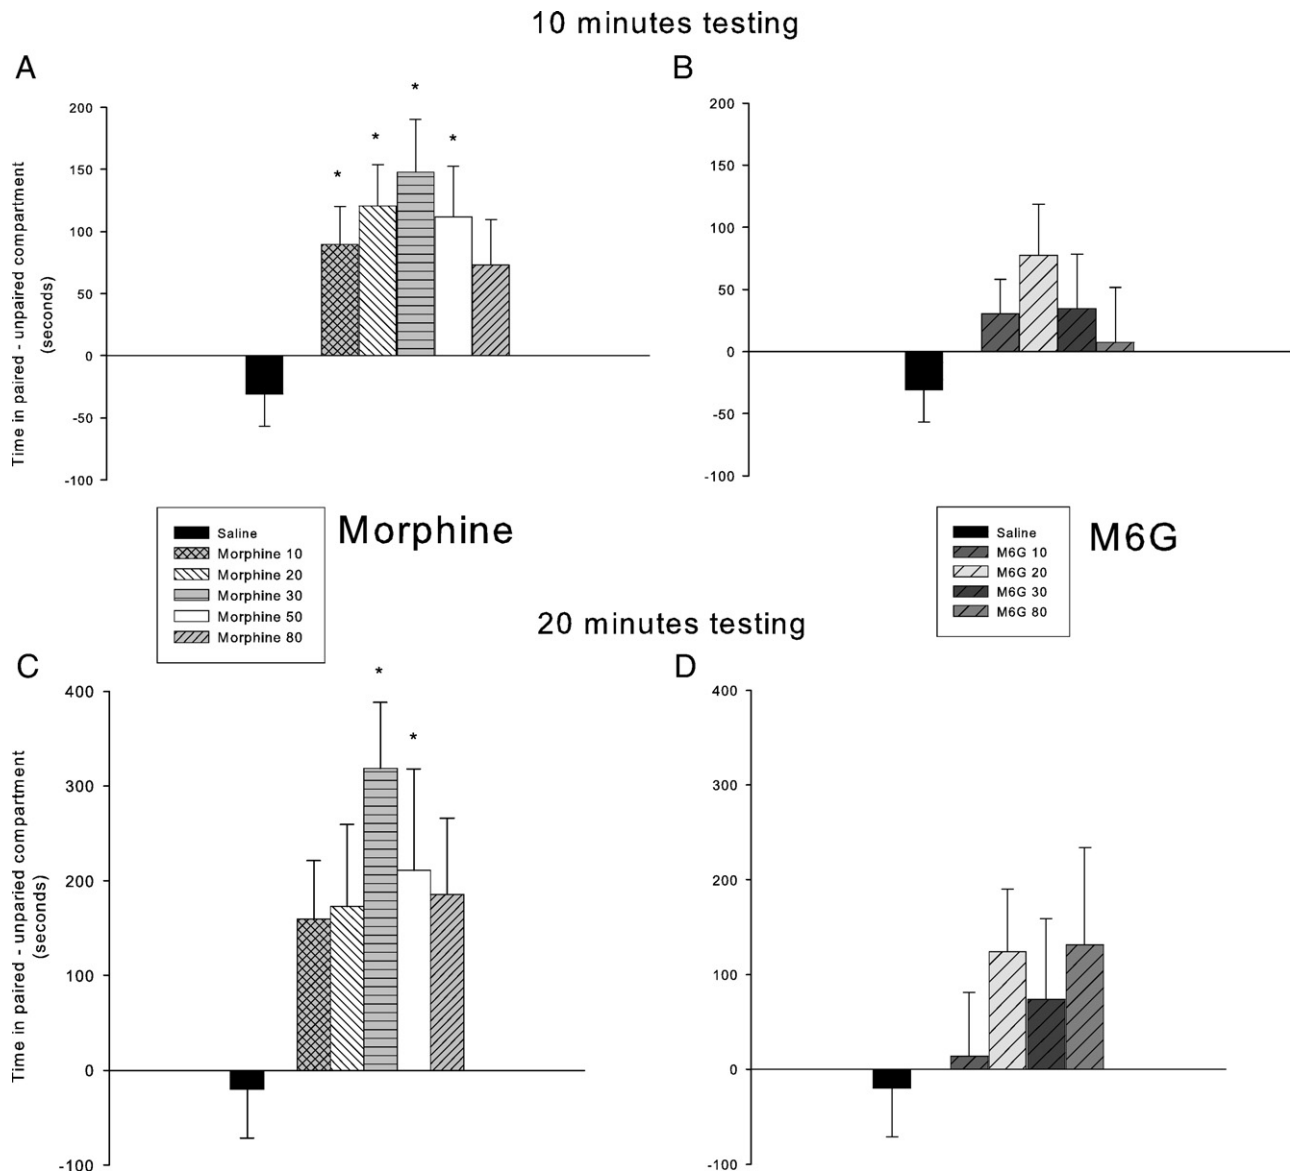 10 minutes testing
A
B
200
150
100
50
0
-50
-100
Time in paired - unpaired compartment
(seconds)
*
*
*
*
200
150
100
50
0
-50
-100
Saline
Morphine 10
Morphine 20
Morphine 30
Morphine 50
Morphine 80
Morphine
Saline
M6G 10
M6G 20
M6G 30
M6G 80
M6G
20 minutes testing
C
D
400
300
200
100
0
-100
Time in paired - unparied compartment
(seconds)
*
*
400
300
200
100
0
-100